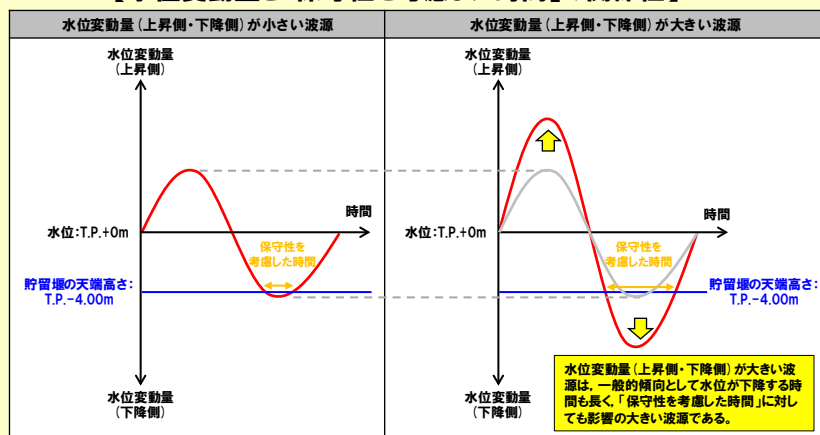 水位変動量(上昇側・下降側)が小さい波源
水位変動量(上昇側・下降側)が大きい波源
水位変動量
(上昇側)
時間
水位:T.P.+0m
保守性を
考慮した時間
貯留堰の天端高さ:
T.P.-4.00m
水位変動量
(下降側)
水位変動量
(上昇側)
時間
水位:T.P.+0m
保守性を
考慮した時間
貯留堰の天端高さ:
T.P.-4.00m
水位変動量
(下降側)
水位変動量(上昇側・下降側)が大きい波
源は,一般的傾向として水位が下降する時
間も長く,「保守性を考慮した時間」に対し
ても影響の大きい波源である。